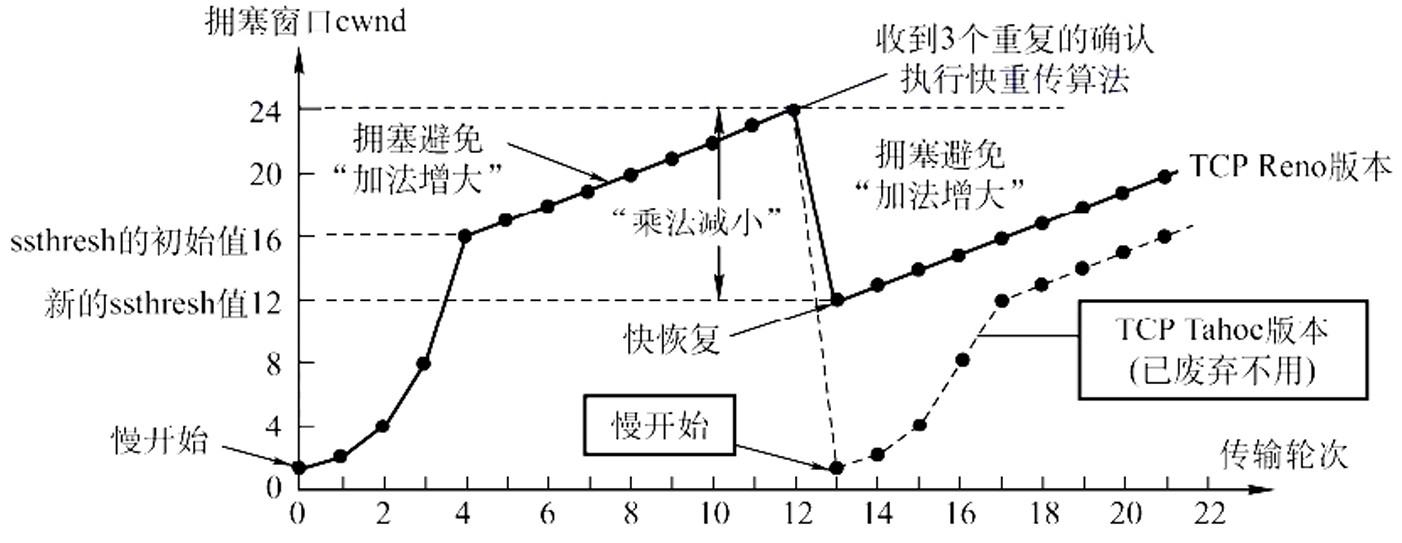 拥塞窗口cwnd
收到3个重复的确认
执行快重传算法
24
拥塞避免
“加法增大”
拥塞避免
“加法增大”
TCP Reno版本
20
“乘法减小”
ssthresh的初始值16
新的ssthresh值12
快恢复
TCP Tahoc版本
(已废弃不用)
8
慢开始
4
慢开始
传输轮次
0
0 2 4 6 8 10 12 14 16 18 20 22